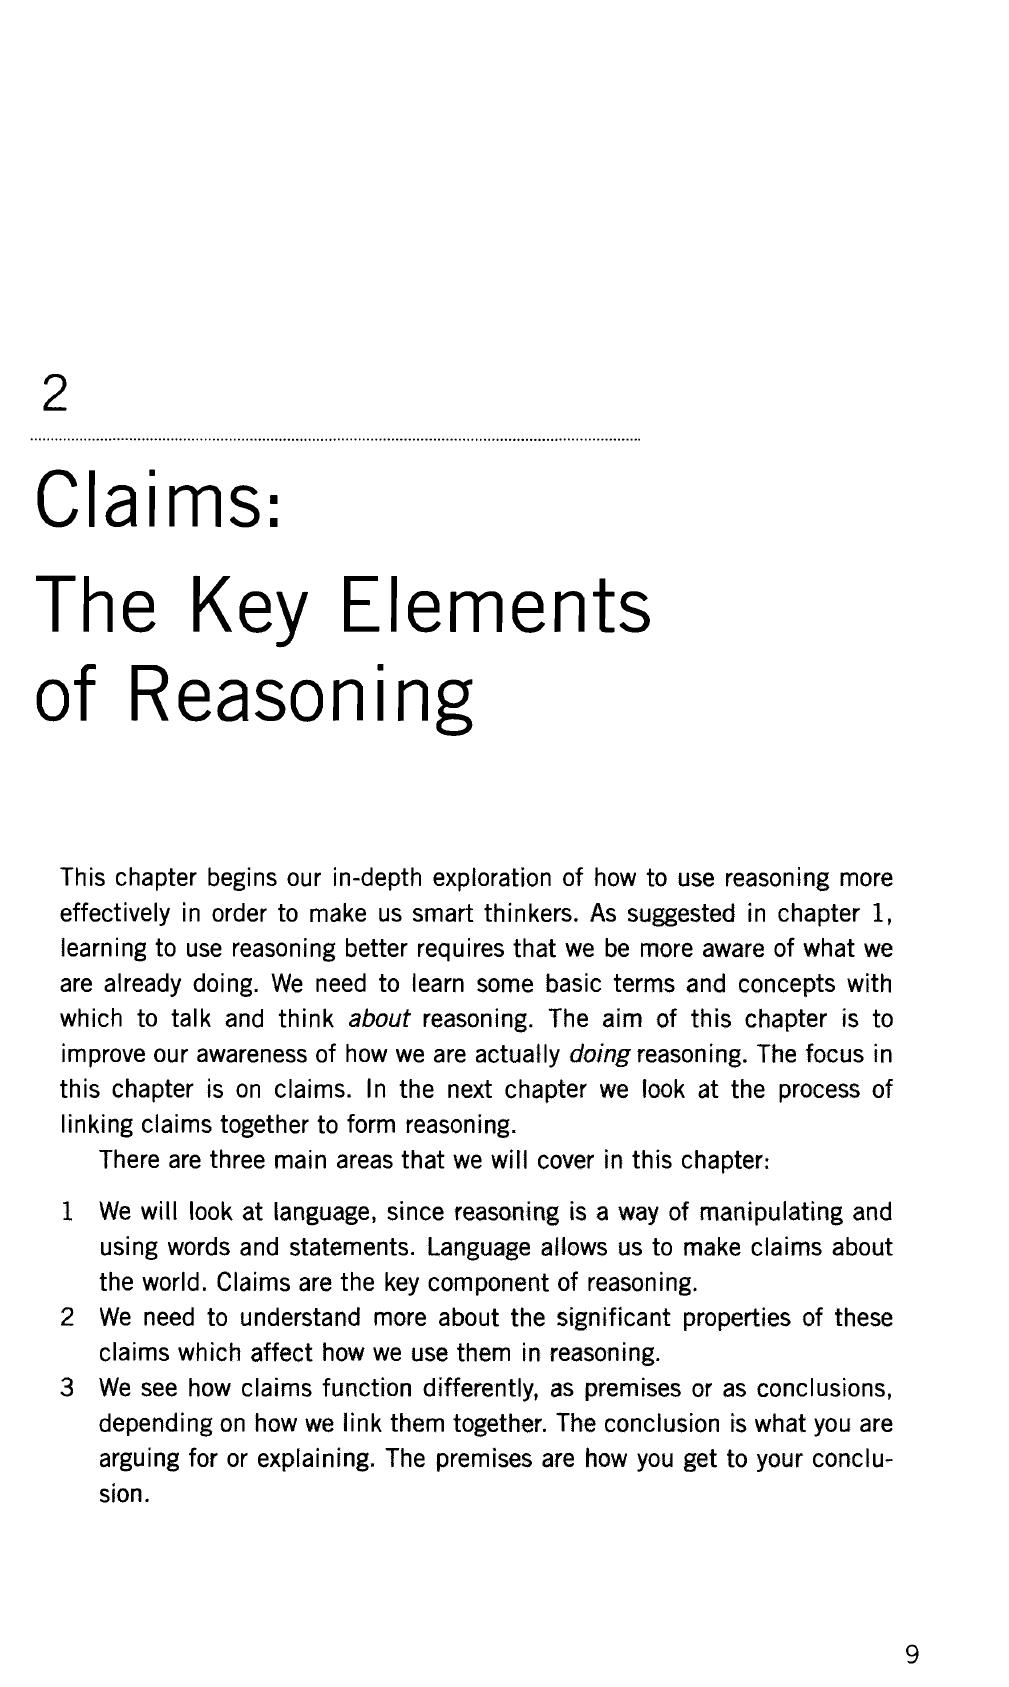 2
Claims:
The Key Elements
of Reasoning
This chapter begins our in-depth exploration of how to use reasoning more
effectively in order to make us smart thinkers. As suggested in chapter 1,
learning to use reasoning better requires that we be more aware of what we
are already doing. We need to learn some basic terms and concepts with
which to talk and think about reasoning. The aim of this chapter is to
improve our awareness of how we are actually doing reasoning. The focus in
this chapter is on claims. In the next chapter we look at the process of
linking claims together to form reasoning.
There are three main areas that we will cover in this chapter:
1 We will look at language, since reasoning is a way of manipulating and
using words and statements. Language allows us to make claims about
the world. Claims are the key component of reasoning.
2 We need to understand more about the significant properties of these
claims which affect how we use them in reasoning.
3 We see how claims function differently, as premises or as conclusions,
depending on how we link them together. The conclusion is what you are
arguing for or explaining. The premises are how you get to your conclu-
sion.
9